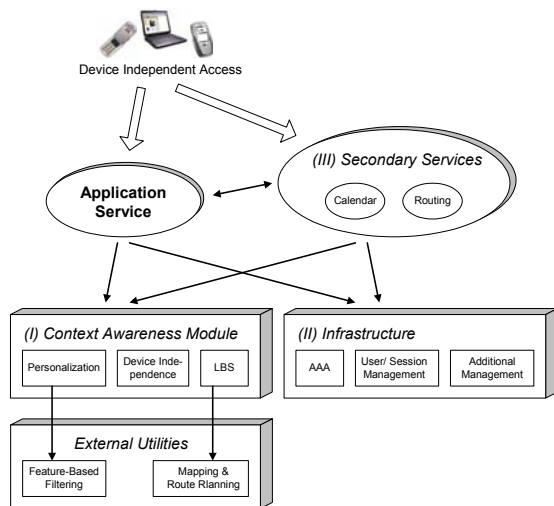 Device Independent Access
(III) Secondary Services
Application
Service
Calendar
Routing
(I) Context Awareness Module
Personalization
Device Inde-
pendence
LBS
(II) Infrastructure
AAA
User/ Session
Management
Additional
Management
External Utilities
Feature-Based
Filtering
Mapping &
Route Rlanning